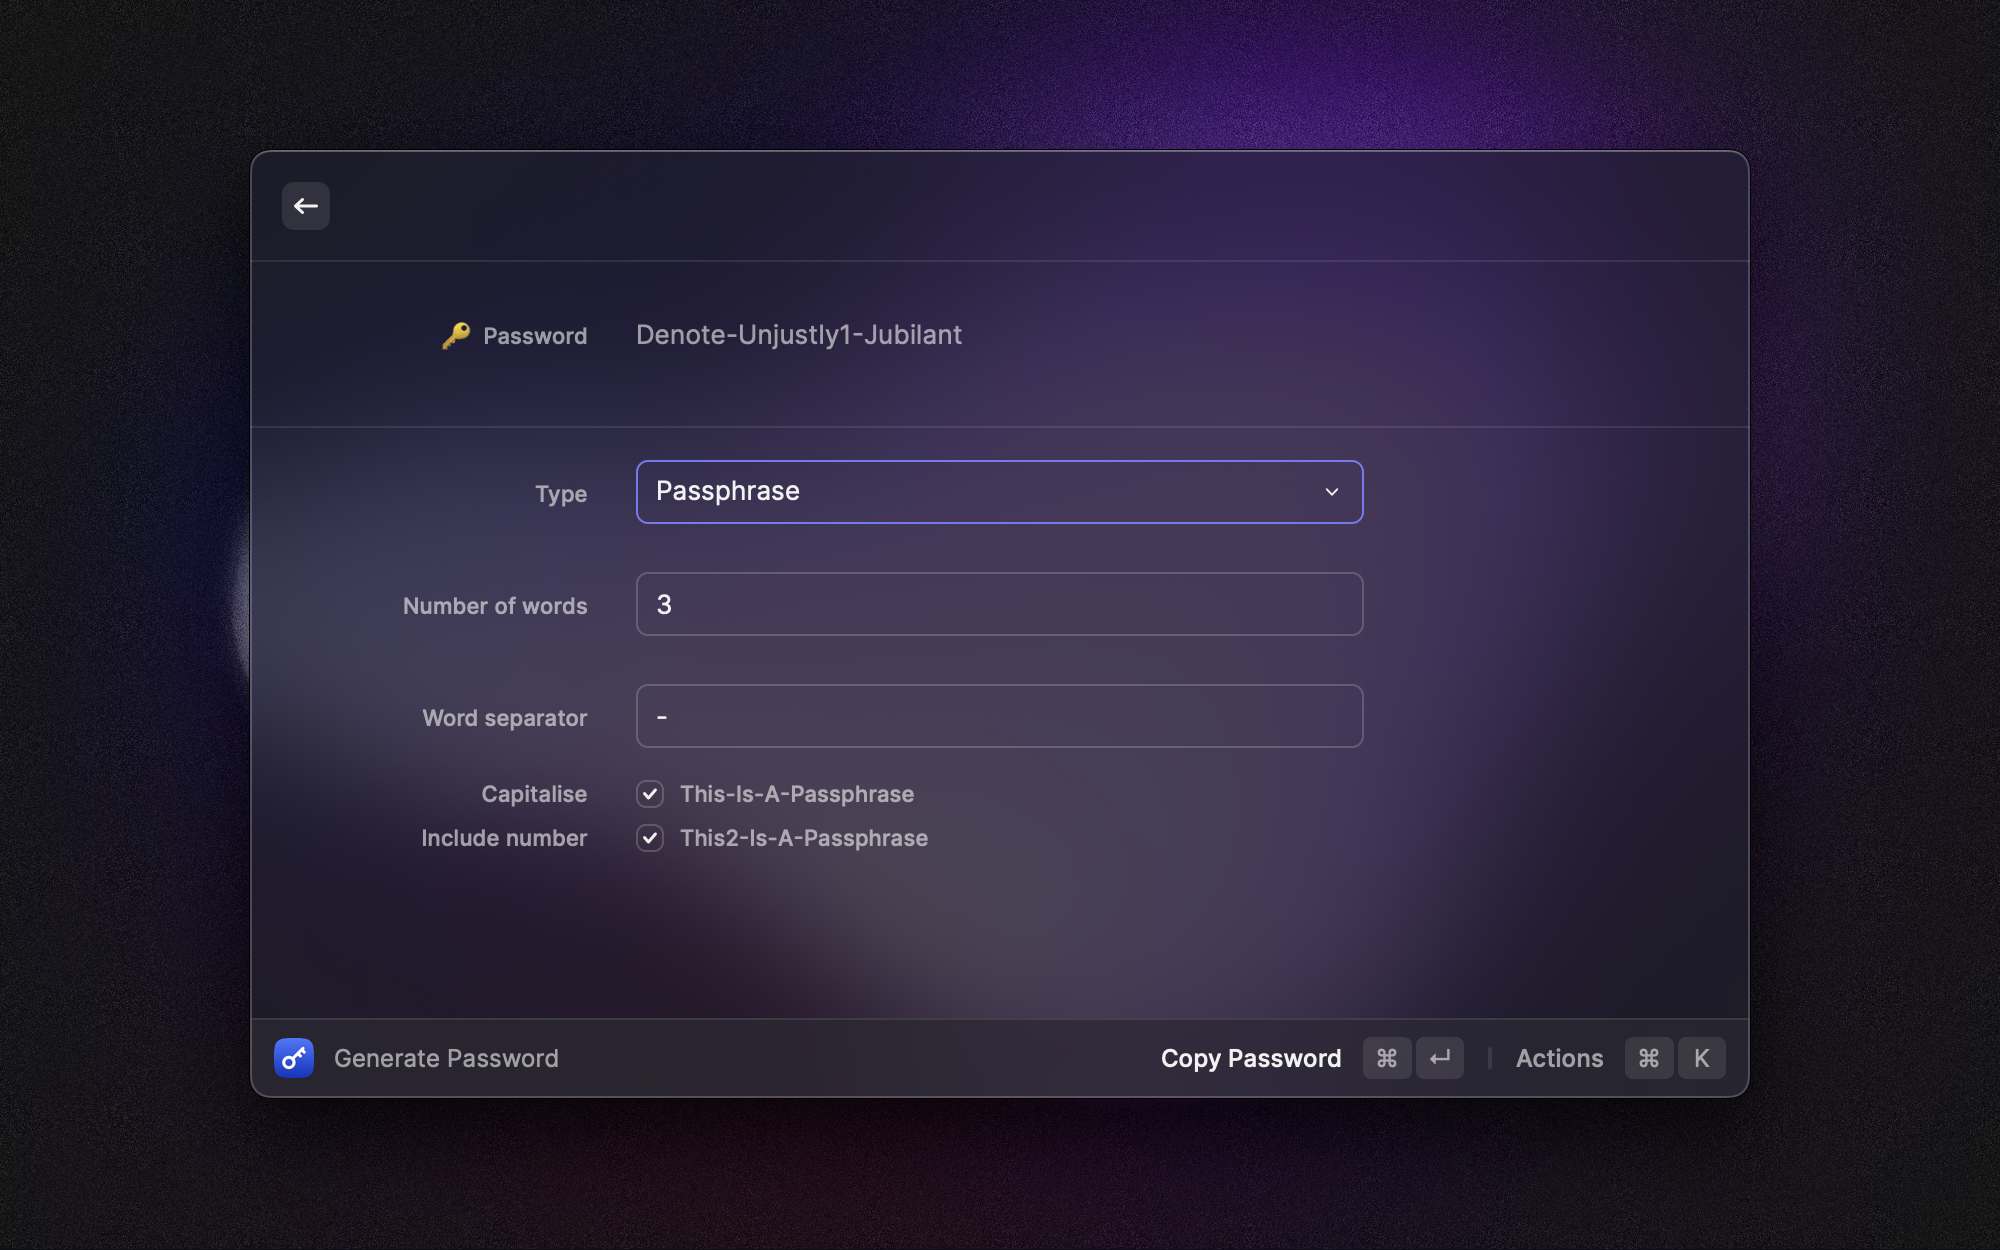 🔑 Password Denote-Unjustly1-Jubilant
Type Passphrase
Number of words 3
Word separator -
Capitalise This-Is-A-Passphrase
Include number This2-Is-A-Passphrase
Generate Password Copy Password ⌘ ↵ Actions ⌘ K